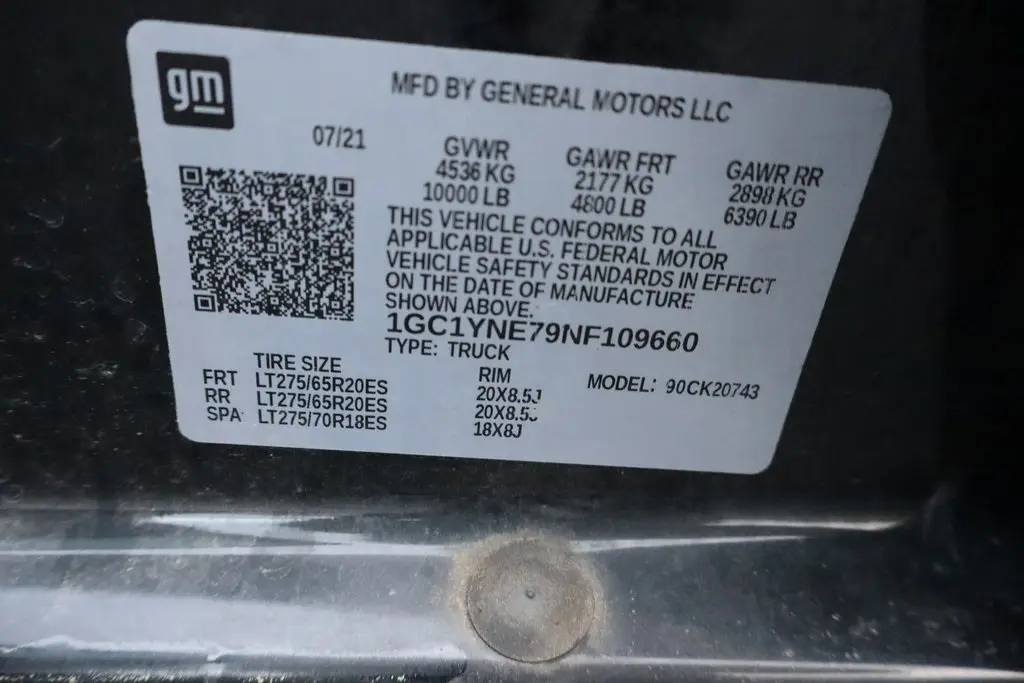 gm
MFD BY GENERAL MOTORS LLC
07/21
GVWR GAWR FRT GAWR RR
4536 KG 2177 KG 2898 KG
10000 LB 4800 LB 6390 LB
THIS VEHICLE CONFORMS TO ALL
APPLICABLE U.S. FEDERAL MOTOR
VEHICLE SAFETY STANDARDS IN EFFECT
ON THE DATE OF MANUFACTURE
SHOWN ABOVE.
1GC1YNE79NF109660
TYPE: TRUCK
TIRE SIZE RIM MODEL: 90CK20743
FRT LT275/65R20ES 20X8.5J
RR LT275/65R20ES 20X8.5J
SPA LT275/70R18ES 18X8J